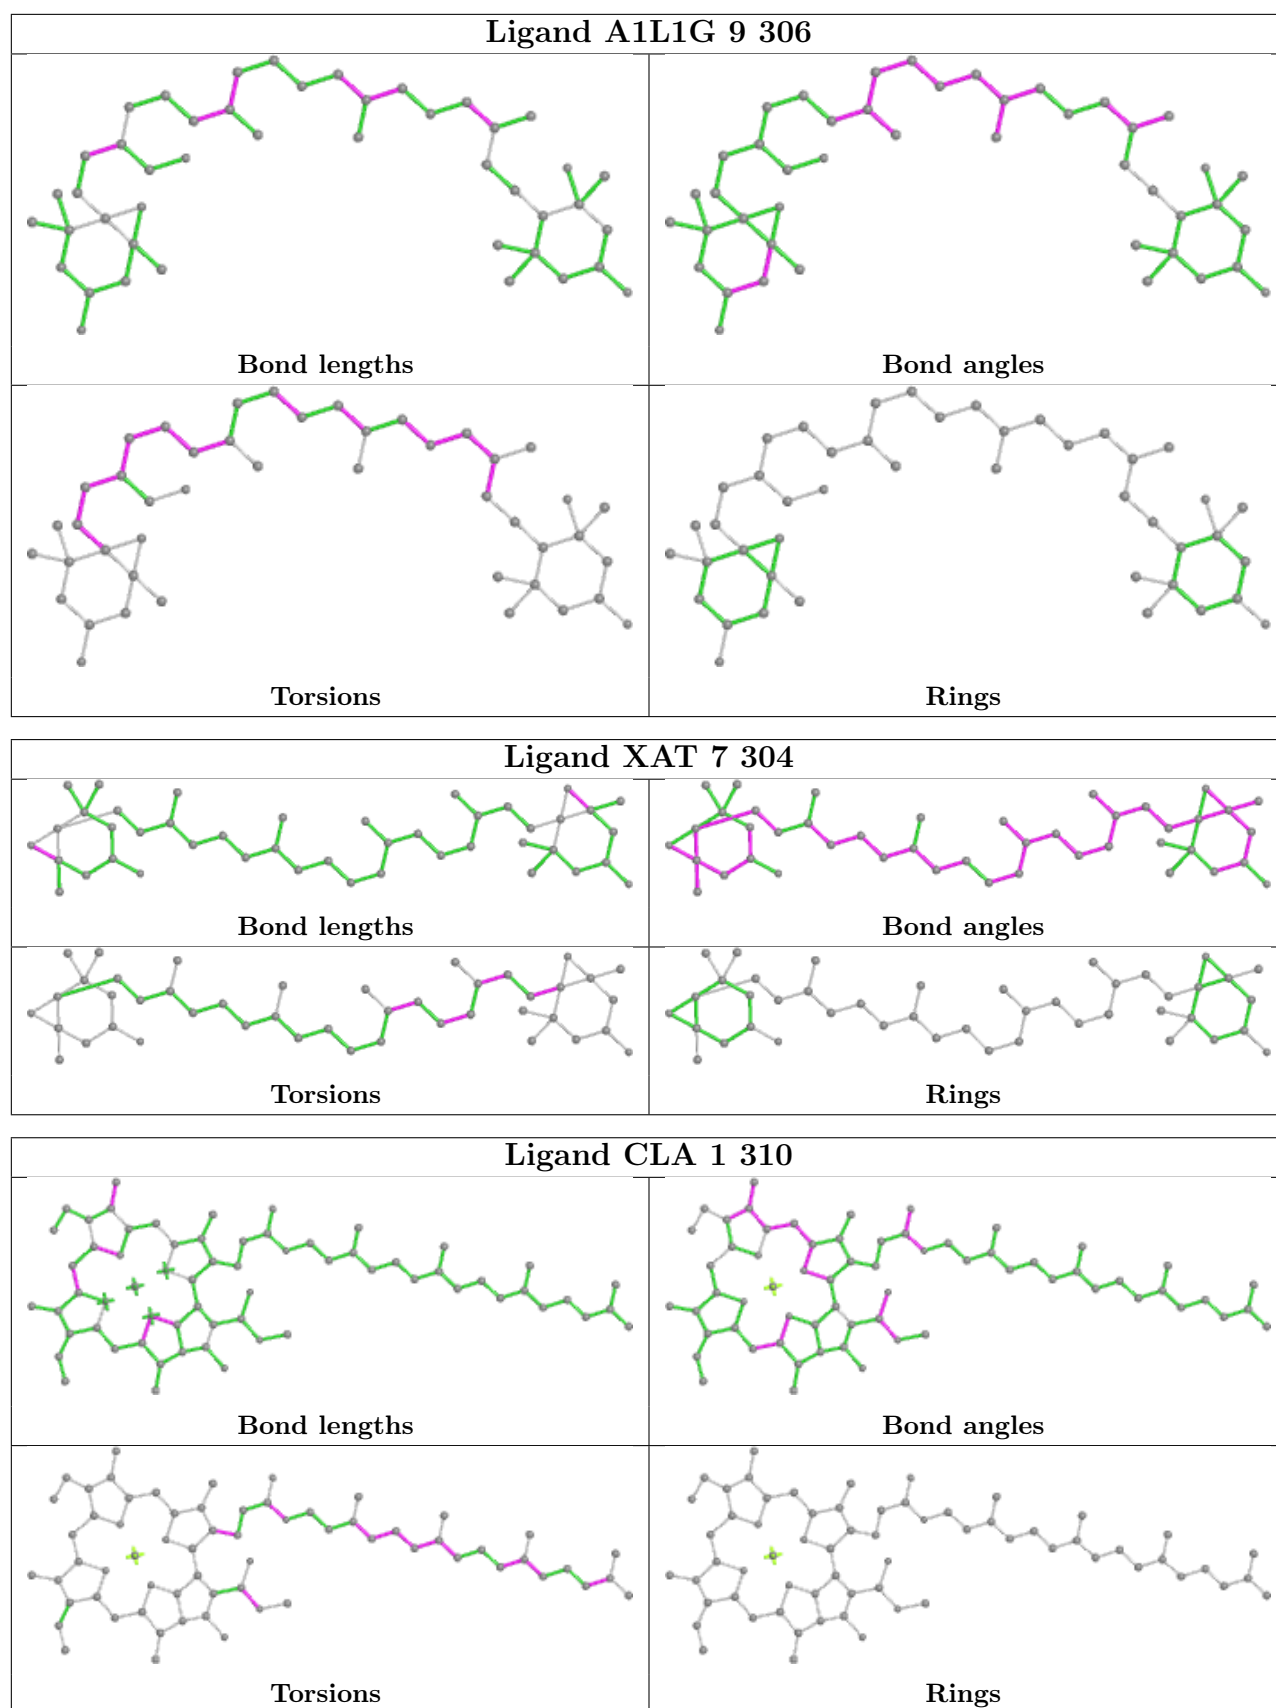 Ligand A1L1G 9 306
Bond lengths
Bond angles
Torsions
Rings
Ligand XAT 7 304
Bond lengths
Bond angles
Torsions
Rings
Ligand CLA 1 310
Bond lengths
Bond angles
Torsions
Rings